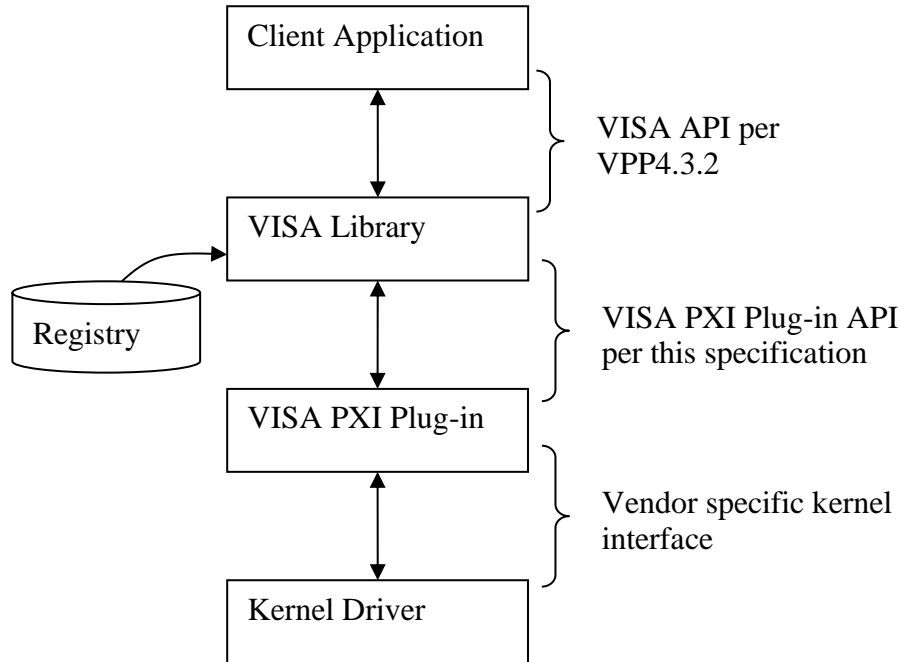 Client Application
VISA API per
VPP4.3.2
VISA Library
Registry
VISA PXI Plug-in API
per this specification
VISA PXI Plug-in
Vendor specific kernel
interface
Kernel Driver